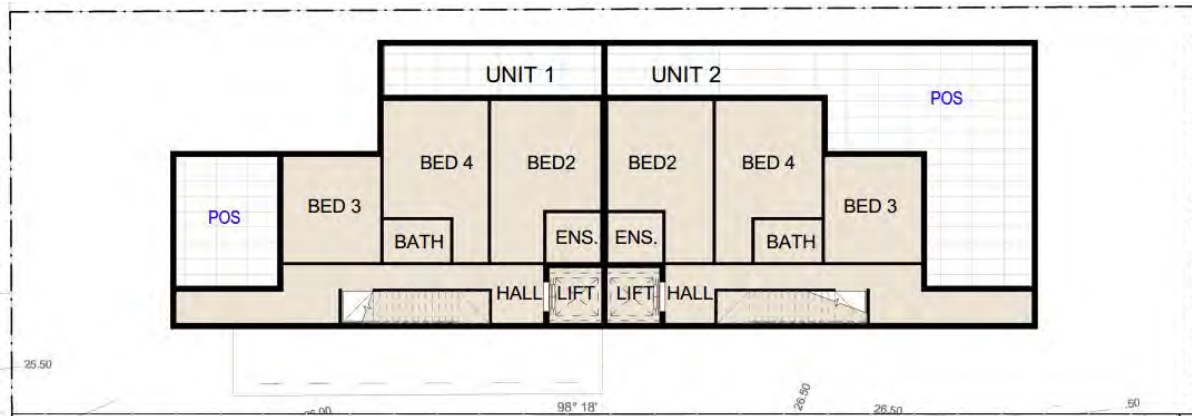 UNIT 1 UNIT 2
POS
BED 4 BED2 BED2 BED 4
BED 3 BED 3
POS
BATH ENS. ENS. BATH
HALL LIFT LIFT HALL
25.50
26.50
98° 18'
26.50
.50